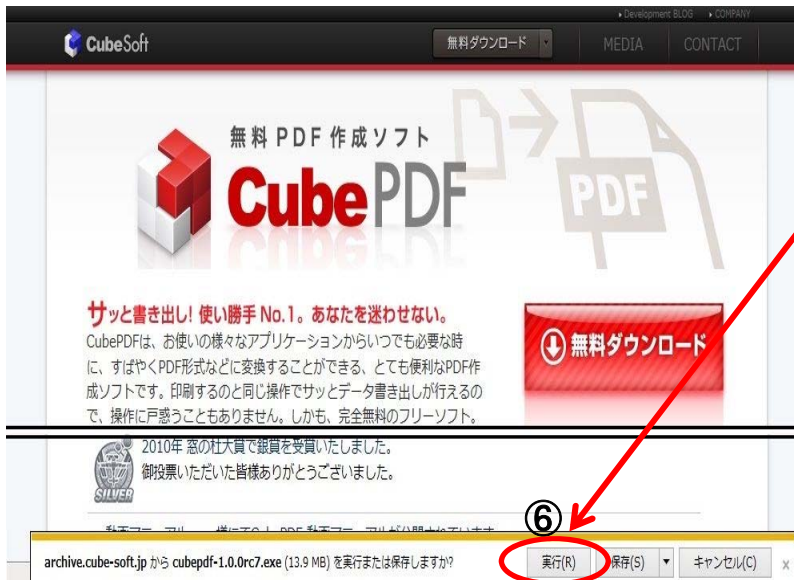 Development BLOG COMPANY
CubeSoft 無料ダウンロード MEDIA CONTACT
無料 PDF 作成ソフト
CubePDF
PDF
サッと書き出し! 使い勝手 No.1。あなたを迷わせない。
CubePDFは、お使いの様々なアプリケーションからいつでも必要な時
に、すばやくPDF形式などに変換することができる、とても便利なPDF作
成ソフトです。印刷するのと同じ操作でサッとデータ書き出しが行えるの
で、操作に戸惑うこともありません。しかも、完全無料のフリーソフト。
無料ダウンロード
2010年 窓の杜大賞で銀賞を受賞いたしました。
御投票いただいた皆様ありがとうございました。
SILVER
⑥
archive.cube-soft.jp から cubepdf-1.0.0rc7.exe (13.9 MB) を実行または保存しますか?
実行(R) 保存(S) キャンセル(C) ×